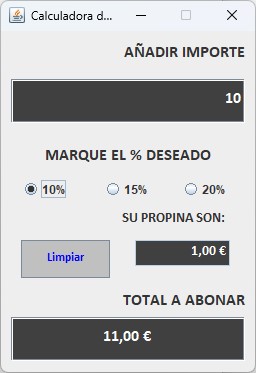 Calculadora d...
AÑADIR IMPORTE
10
MARQUE EL % DESEADO
10% 15% 20%
SU PROPINA SON:
Limpiar 1,00 €
TOTAL A ABONAR
11,00 €